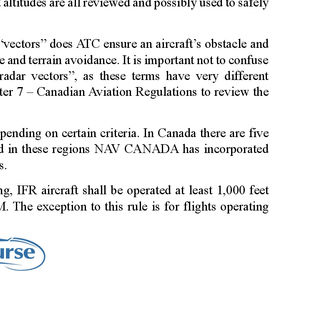 altitudes are all reviewed and possibly used to safely
"vectors" does ATC ensure an aircraft's obstacle and
e and terrain avoidance. It is important not to confuse
radar vectors", as these terms have very different
ter 7 – Canadian Aviation Regulations to review the
pending on certain criteria. In Canada there are five
d in these regions NAV CANADA has incorporated
s.
g, IFR aircraft shall be operated at least 1,000 feet
M. The exception to this rule is for flights operating
urse